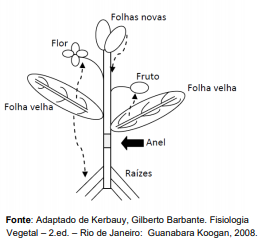 Folhas novas
Flor
Fruto
Folha velha
Folha velha
Anel
Raízes
Fonte: Adaptado de Kerbauy, Gilberto Barbante. Fisiologia
Vegetal – 2.ed. – Rio de Janeiro: Guanabara Koogan, 2008.